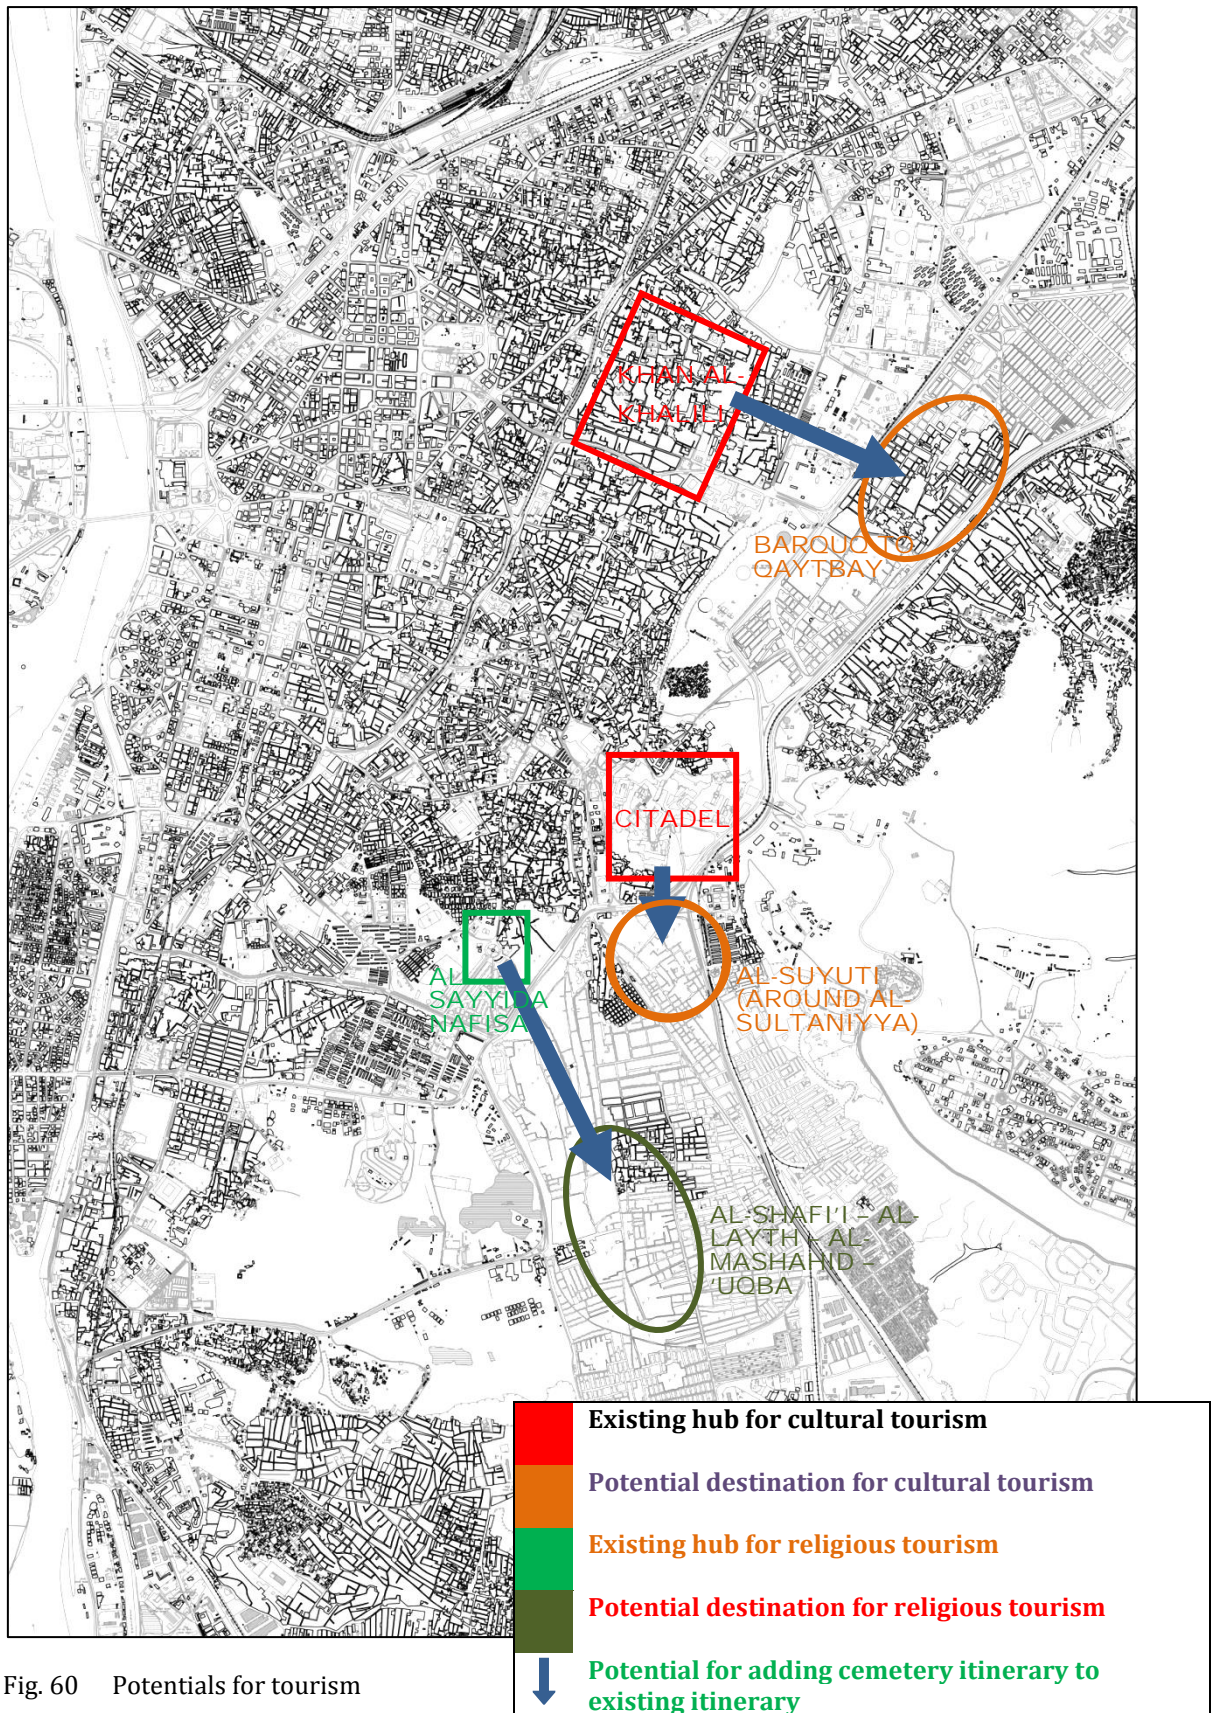 KHAN AL-
KHALILI
BARQUQ TO
QAYTBAY
CITADEL
AL-
SAYYIDA
NAFISA
AL-SUYUTI
(AROUND AL-
SULTANIYYA)
AL-SHAFI'I – AL-
LAYTH – AL-
MASHAHID –
'UQBA
Existing hub for cultural tourism
Potential destination for cultural tourism
Existing hub for religious tourism
Potential destination for religious tourism
Potential for adding cemetery itinerary to
existing itinerary
Fig. 60 Potentials for tourism